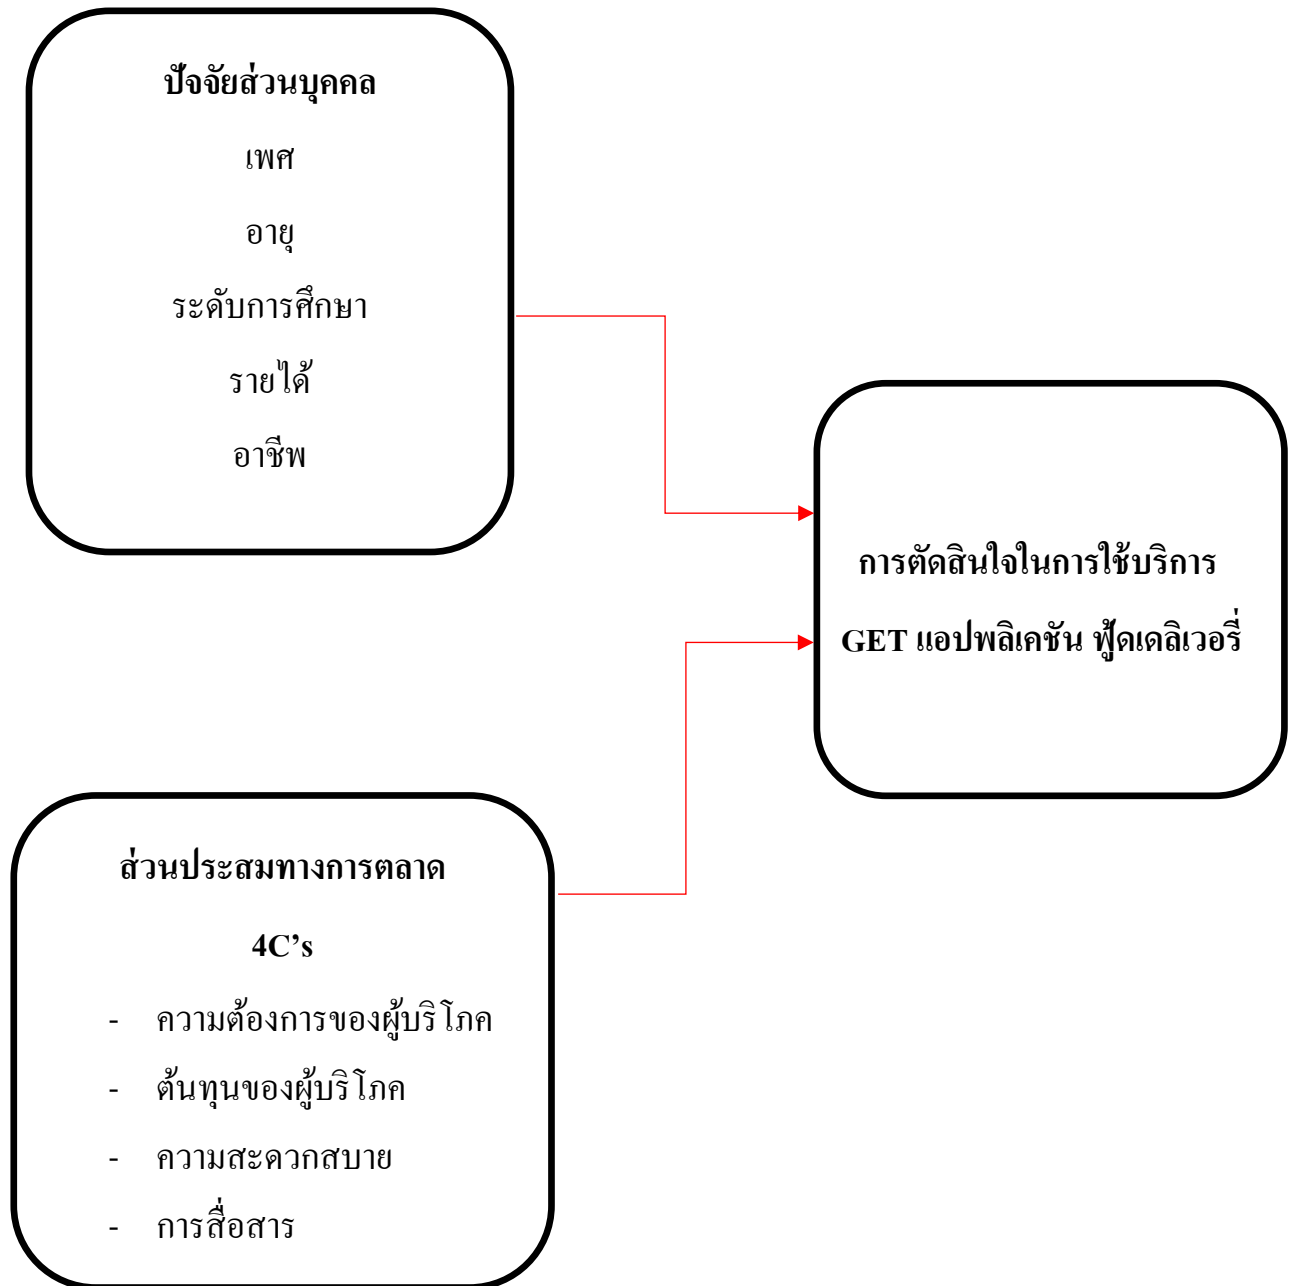 ปัจจัยส่วนบุคคล
เพศ
อายุ
ระดับการศึกษา
รายได้
อาชีพ
การตัดสินใจในการใช้บริการ
GET แอปพลิเคชัน ฟู้ดเดลิเวอรี่
ส่วนประสมทางการตลาด
4C’s
- ความต้องการของผู้บริโภค
- ต้นทุนของผู้บริโภค
- ความสะดวกสบาย
- การสื่อสาร